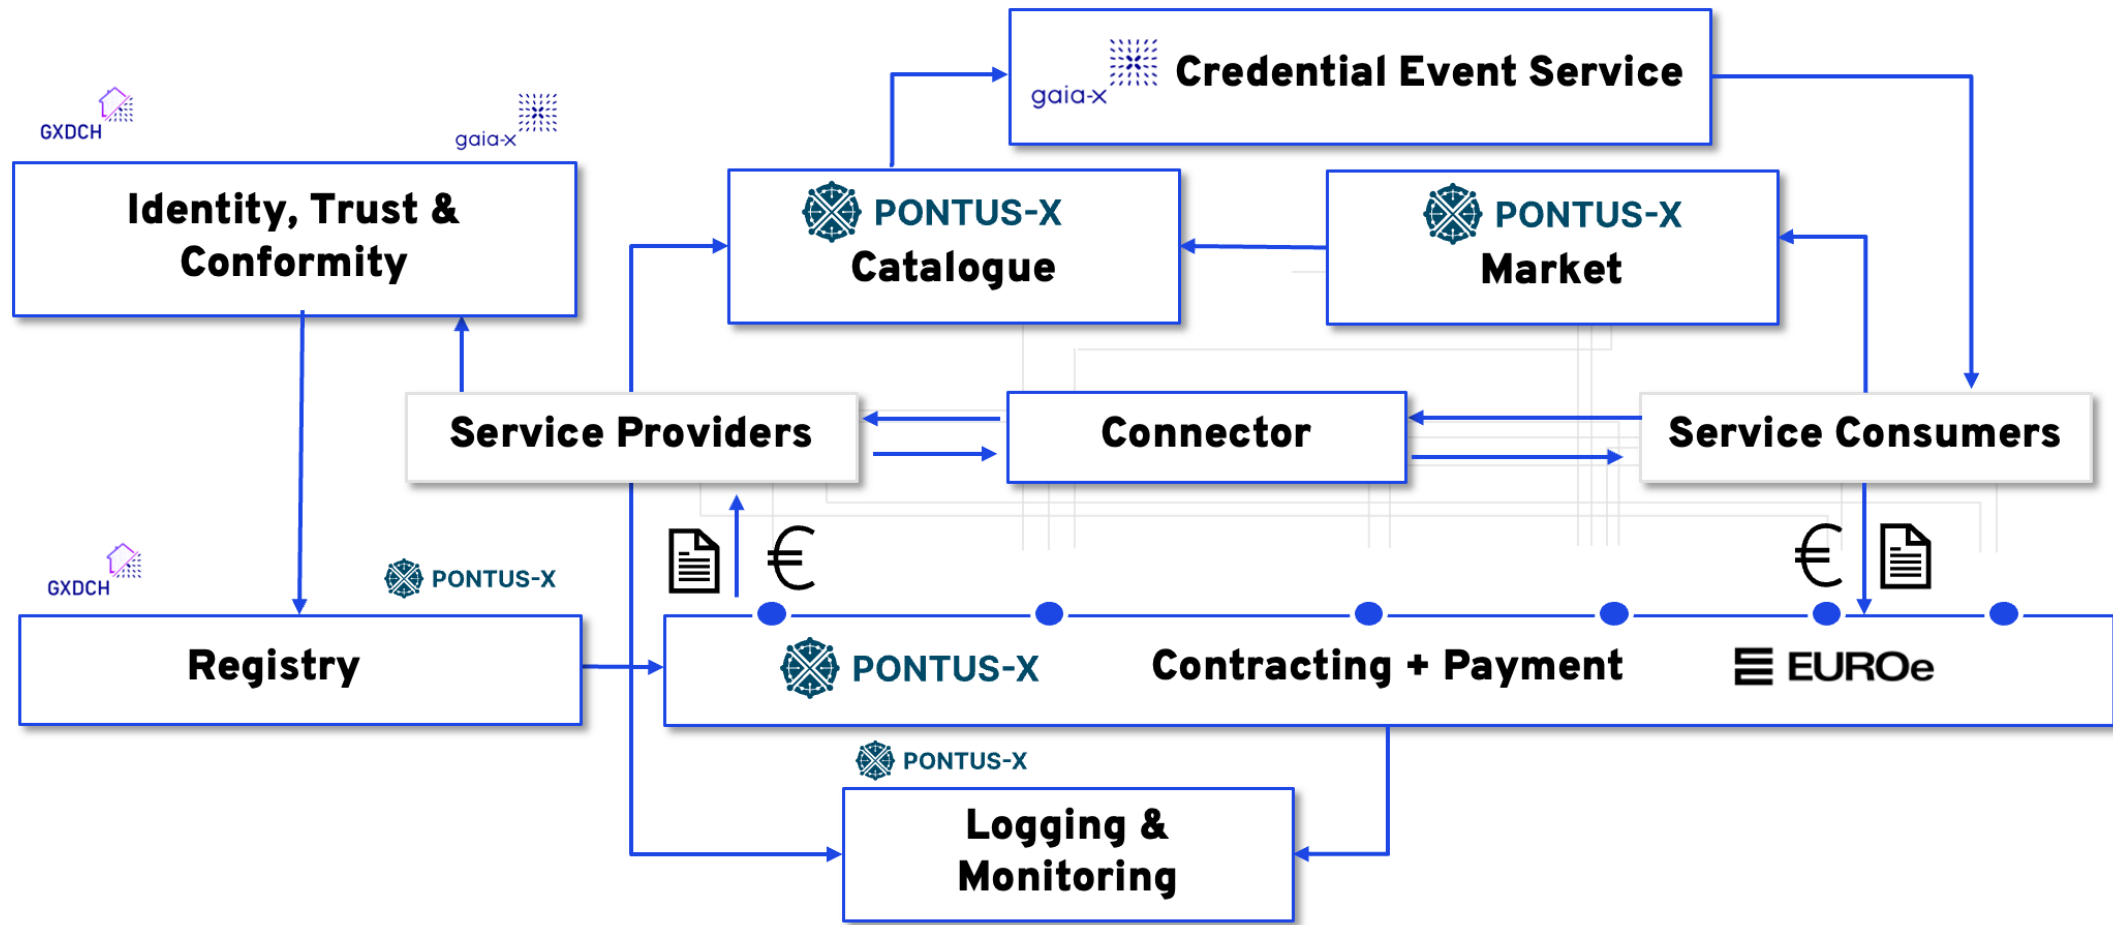 gaia-x
Credential Event Service
GXDCH
gaia-x
Identity, Trust &
Conformity
PONTUS-X
Catalogue
PONTUS-X
Market
Service Providers
Connector
Service Consumers
€
€
GXDCH
PONTUS-X
Registry
PONTUS-X
Contracting + Payment
EUROe
PONTUS-X
Logging &
Monitoring